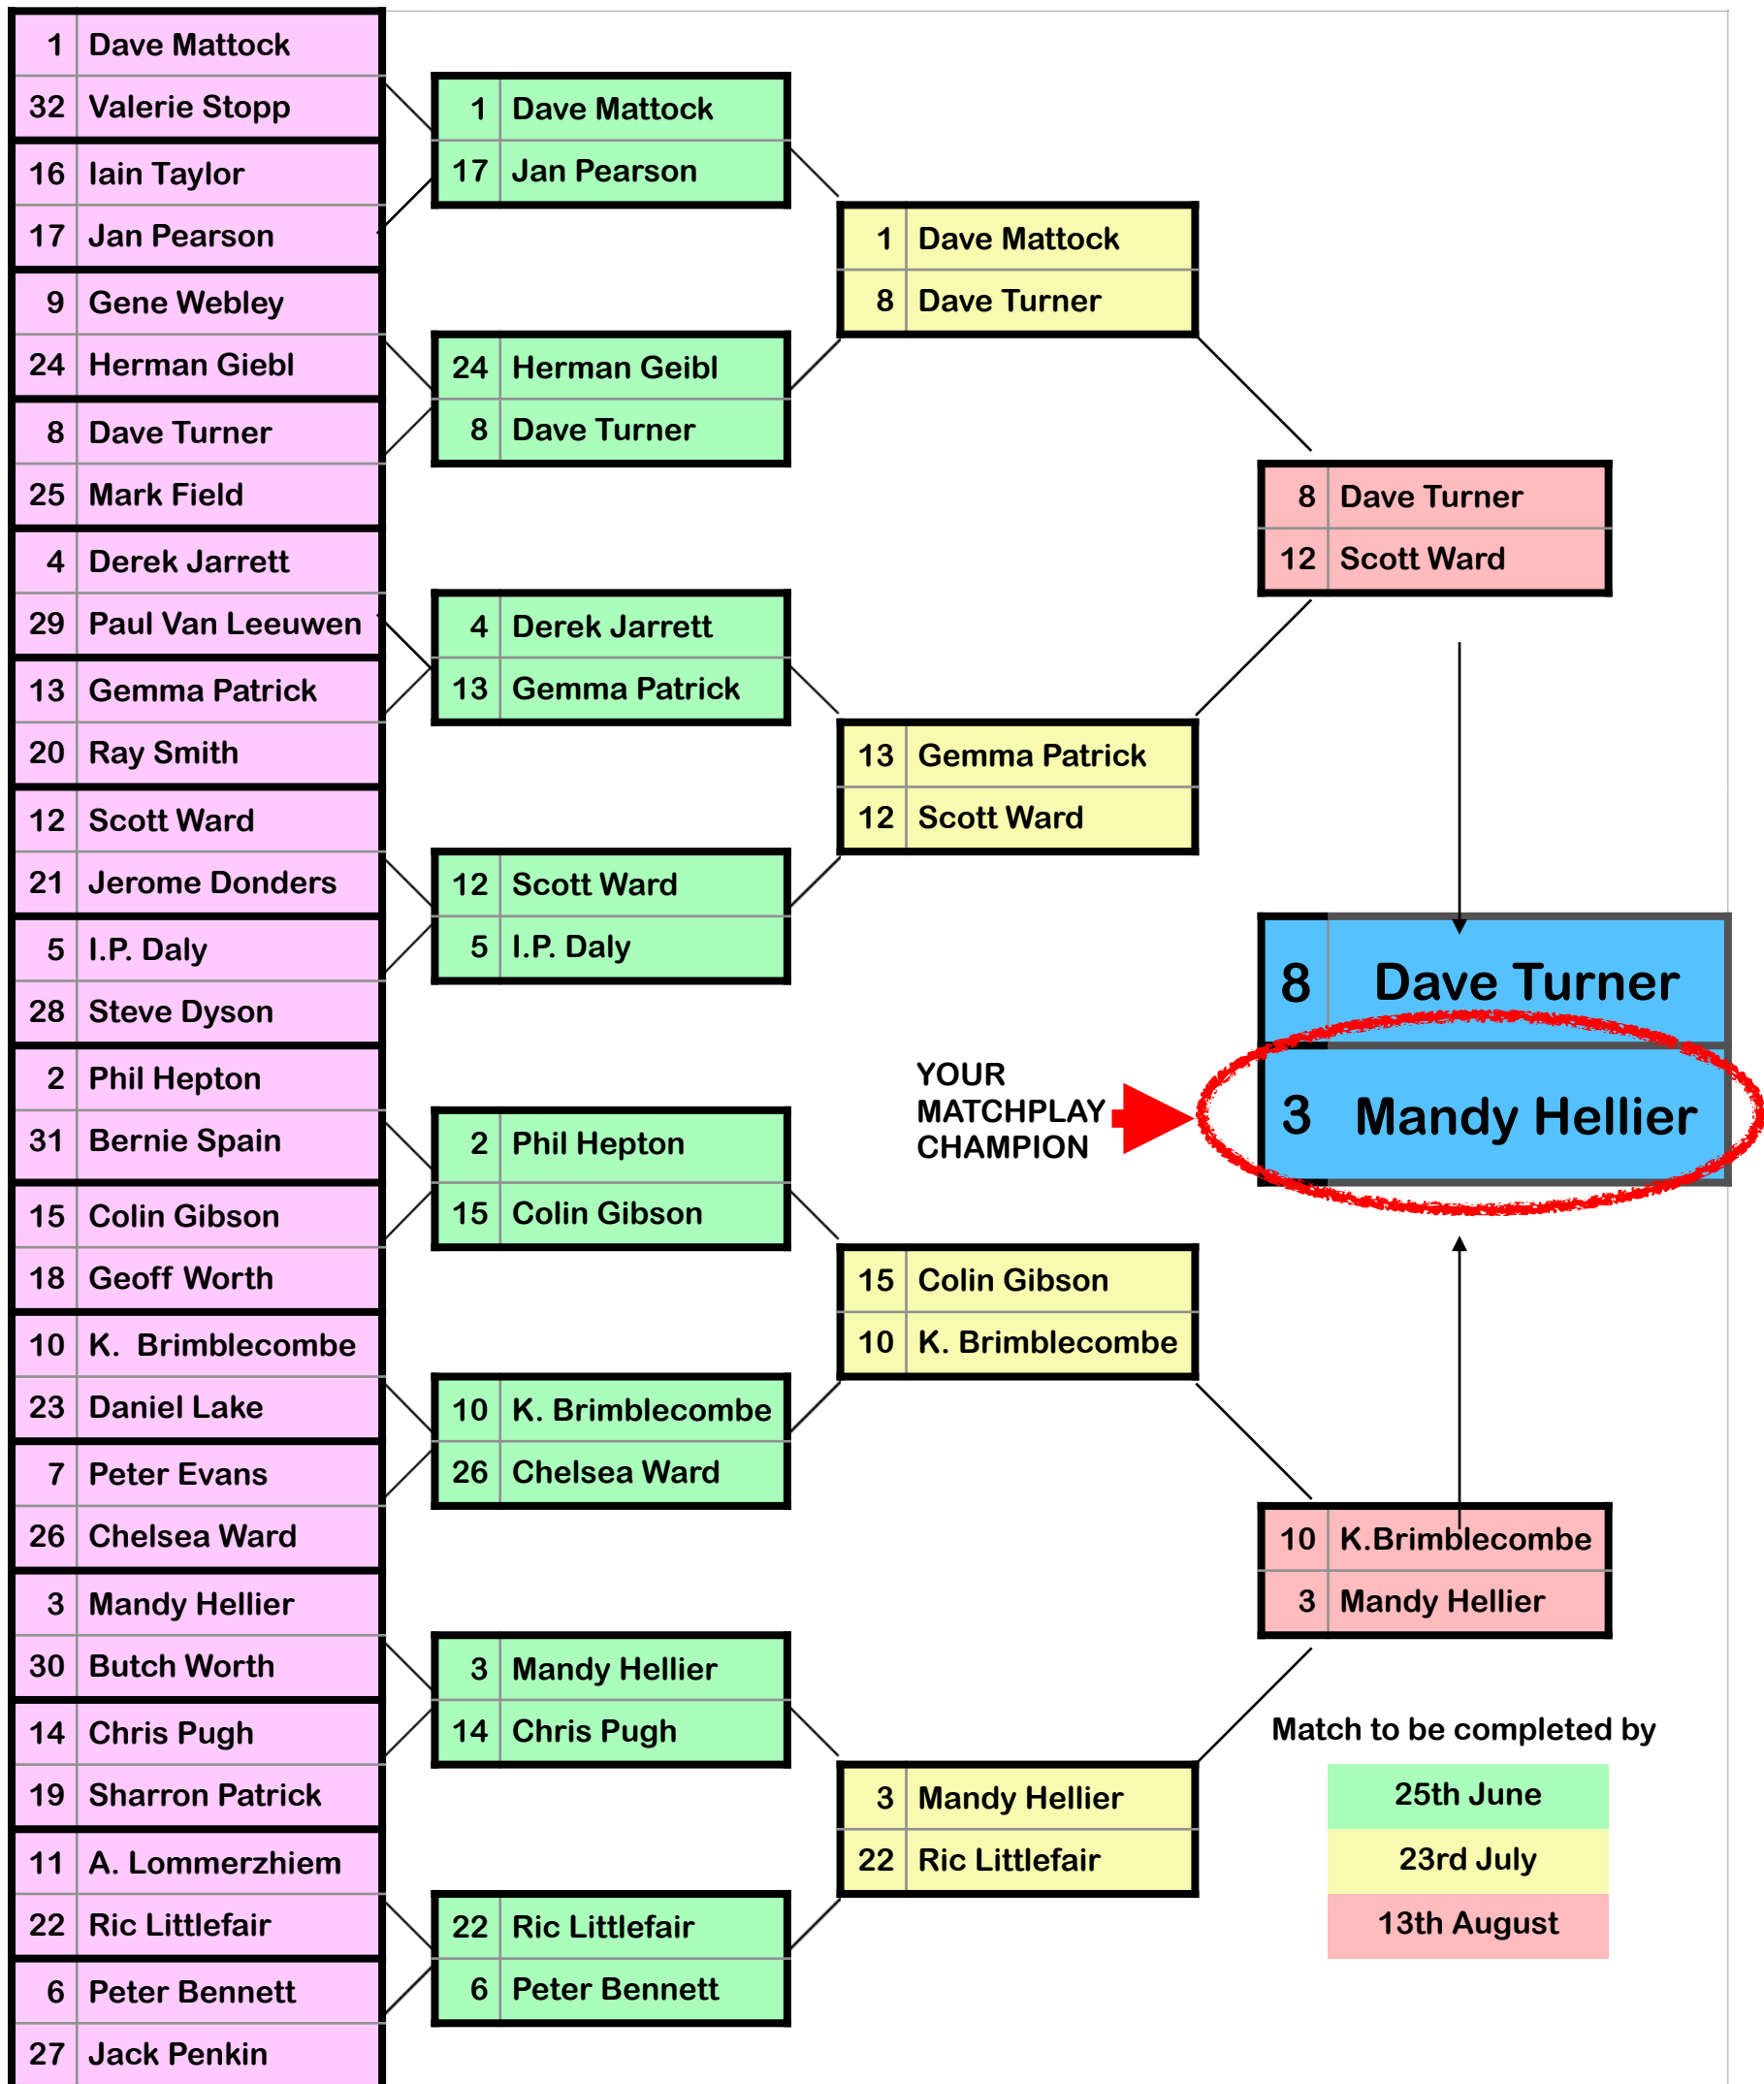 1 Dave Mattock
32 Valerie Stopp
16 Iain Taylor
17 Jan Pearson
9 Gene Webley
24 Herman Giebl
8 Dave Turner
25 Mark Field
4 Derek Jarrett
29 Paul Van Leeuwen
13 Gemma Patrick
20 Ray Smith
12 Scott Ward
21 Jerome Donders
5 I.P. Daly
28 Steve Dyson
2 Phil Hepton
31 Bernie Spain
15 Colin Gibson
18 Geoff Worth
10 K. Brimblecombe
23 Daniel Lake
7 Peter Evans
26 Chelsea Ward
3 Mandy Hellier
30 Butch Worth
14 Chris Pugh
19 Sharron Patrick
11 A. Lommerzhiem
22 Ric Littlefair
6 Peter Bennett
27 Jack Penkin
1 Dave Mattock
17 Jan Pearson
24 Herman Geibl
8 Dave Turner
4 Derek Jarrett
13 Gemma Patrick
12 Scott Ward
5 I.P. Daly
2 Phil Hepton
15 Colin Gibson
10 K. Brimblecombe
26 Chelsea Ward
3 Mandy Hellier
14 Chris Pugh
22 Ric Littlefair
6 Peter Bennett
1 Dave Mattock
8 Dave Turner
13 Gemma Patrick
12 Scott Ward
15 Colin Gibson
10 K. Brimblecombe
3 Mandy Hellier
22 Ric Littlefair
8 Dave Turner
12 Scott Ward
10 K.Brimblecombe
3 Mandy Hellier
8 Dave Turner
3 Mandy Hellier
YOUR
MATCHPLAY
CHAMPION
Match to be completed by
25th June
23rd July
13th August